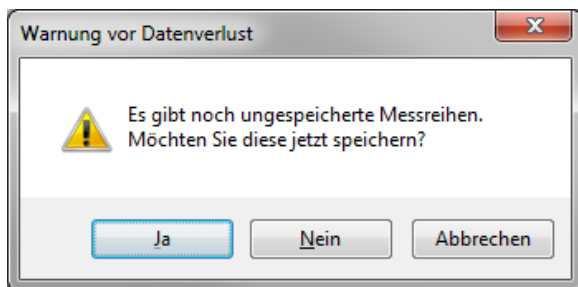 Warnung vor Datenverlust
Es gibt noch ungespeicherte Messreihen.
Möchten Sie diese jetzt speichern?
Ja Nein Abbrechen